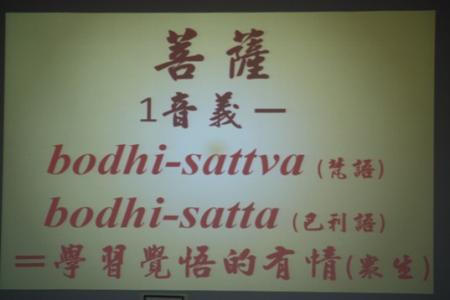 菩薩
1音義—
bodhi-sattva (梵語)
bodhi-satta (巴利語)
=學習覺悟的有情(眾生)